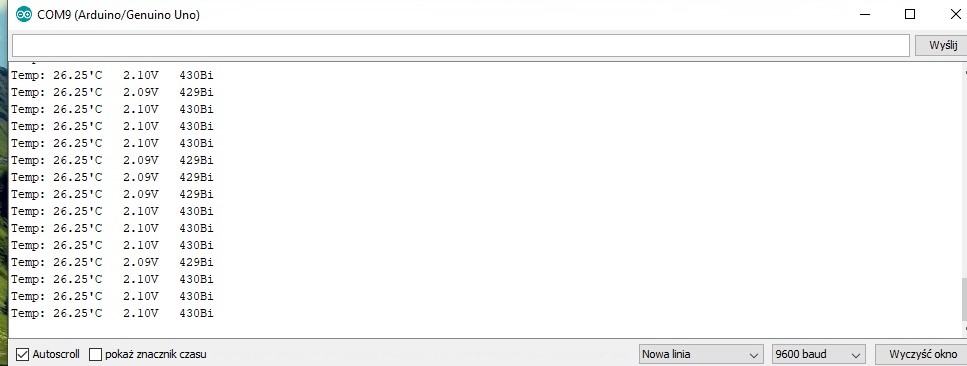 COM9 (Arduino/Genuino Uno)
Wyślij
Temp: 26.25'C 2.10V 430Bi
Temp: 26.25'C 2.09V 429Bi
Temp: 26.25'C 2.10V 430Bi
Temp: 26.25'C 2.10V 430Bi
Temp: 26.25'C 2.10V 430Bi
Temp: 26.25'C 2.09V 429Bi
Temp: 26.25'C 2.09V 429Bi
Temp: 26.25'C 2.09V 429Bi
Temp: 26.25'C 2.10V 430Bi
Temp: 26.25'C 2.10V 430Bi
Temp: 26.25'C 2.10V 430Bi
Temp: 26.25'C 2.09V 429Bi
Temp: 26.25'C 2.10V 430Bi
Temp: 26.25'C 2.10V 430Bi
Temp: 26.25'C 2.10V 430Bi
Autoscroll pokaż znacznik czasu Nowa linia 9600 baud Wyczyść okno